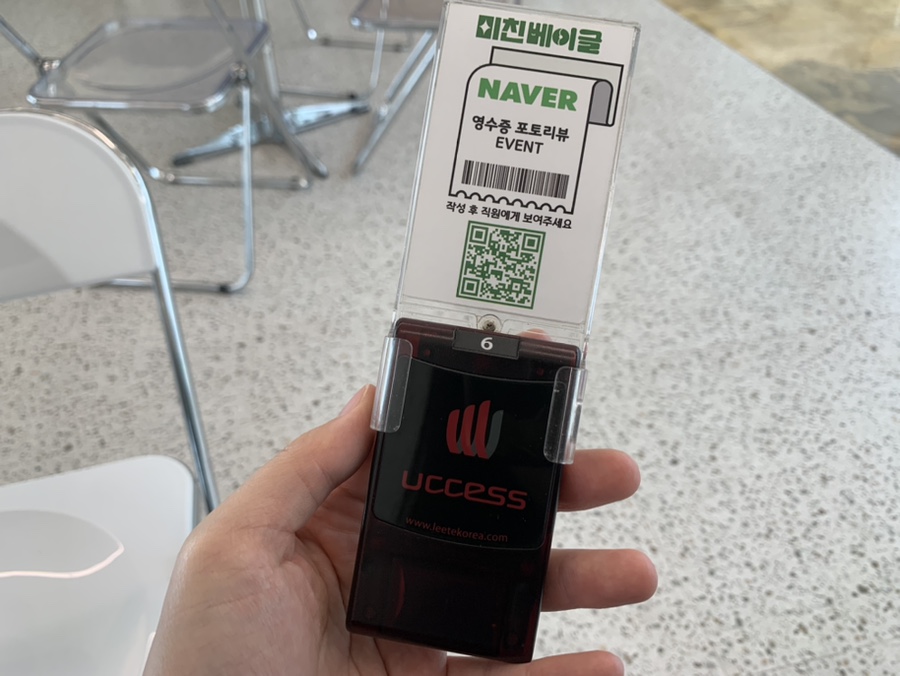 미친베이글
NAVER
영수증 포토리뷰
EVENT
작성 후 직원에게 보여주세요
6
uccess
www.leetekorea.com